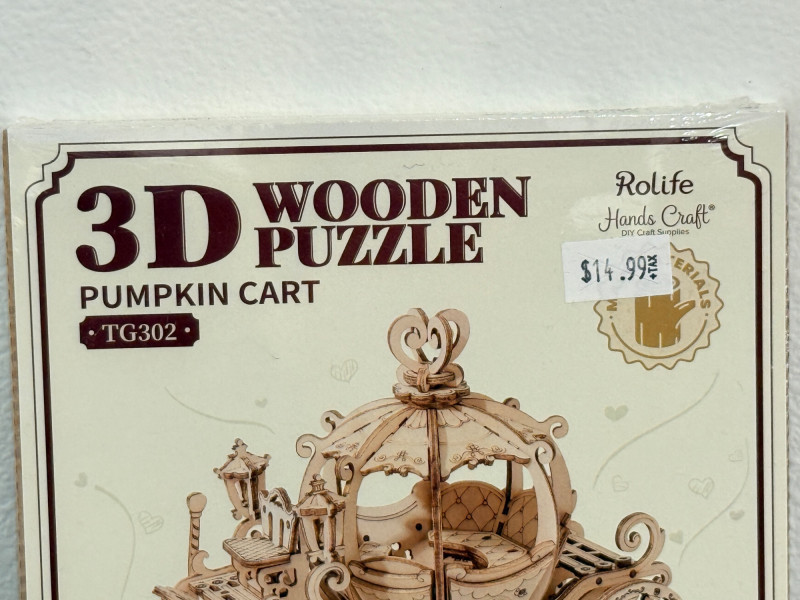 3D WOODEN
PUZZLE
PUMPKIN CART
· TG302 ·
Rolife
Hands Craft®
DIY Craft Supplies
$14.99 +TAX